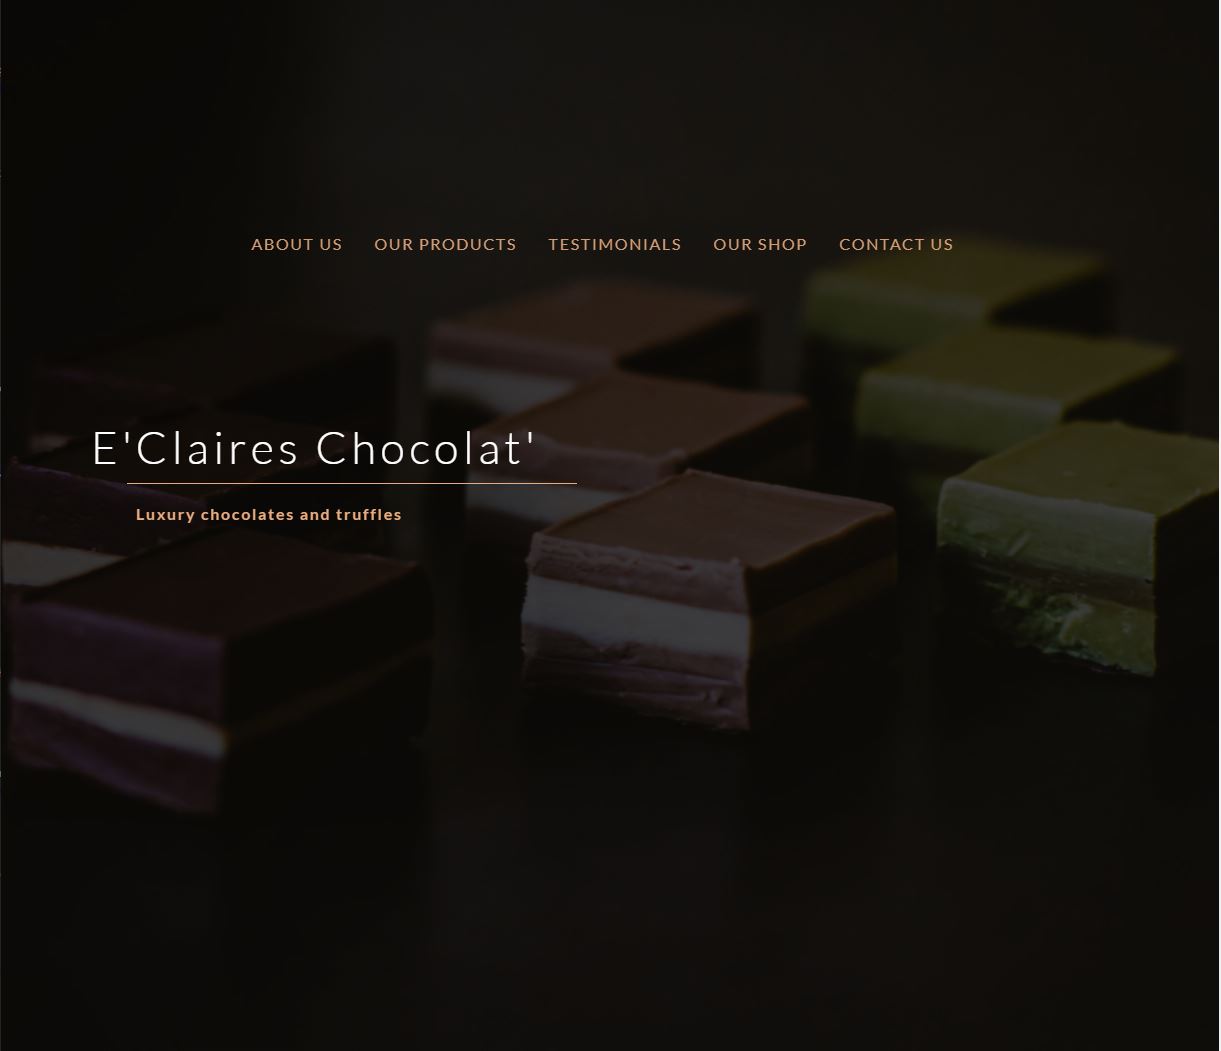 ABOUT US OUR PRODUCTS TESTIMONIALS OUR SHOP CONTACT US
E'Claires Chocolat'
Luxury chocolates and truffles